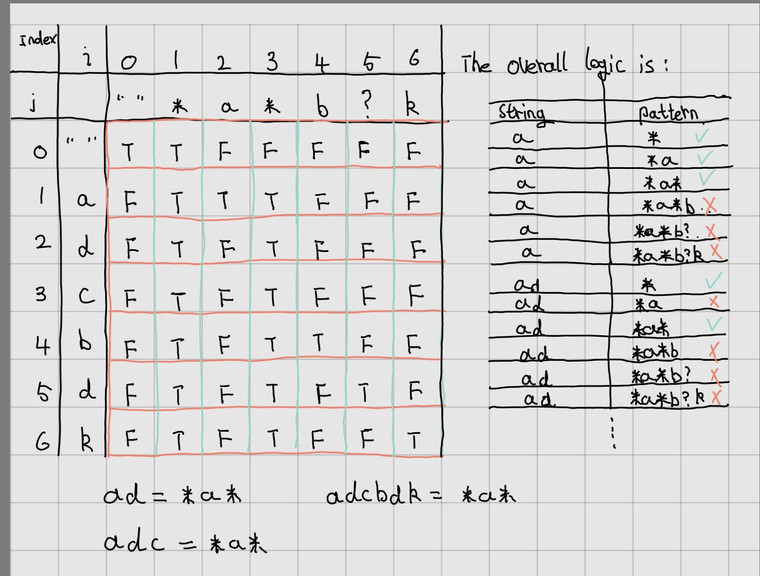 Index i 0 1 2 3 4 5 6
j " " * a * b ? k
0 " " T T F F F F F
1 a F T T T F F F
2 d F T F T F F F
3 c F T F T F F F
4 b F T F T T F F
5 d F T F T F T F
6 k F T F T F F T
ad = *a* adcbdk = *a*
adc = *a*
The overall logic is :
String pattern
a * ✓
a *a ✓
a *a* ✓
a *a*b. X
a *a*b?. X
a *a*b?k X
ad * ✓
ad *a X
ad *a* ✓
ad *a*b X
ad *a*b? X
ad *a*b?k X